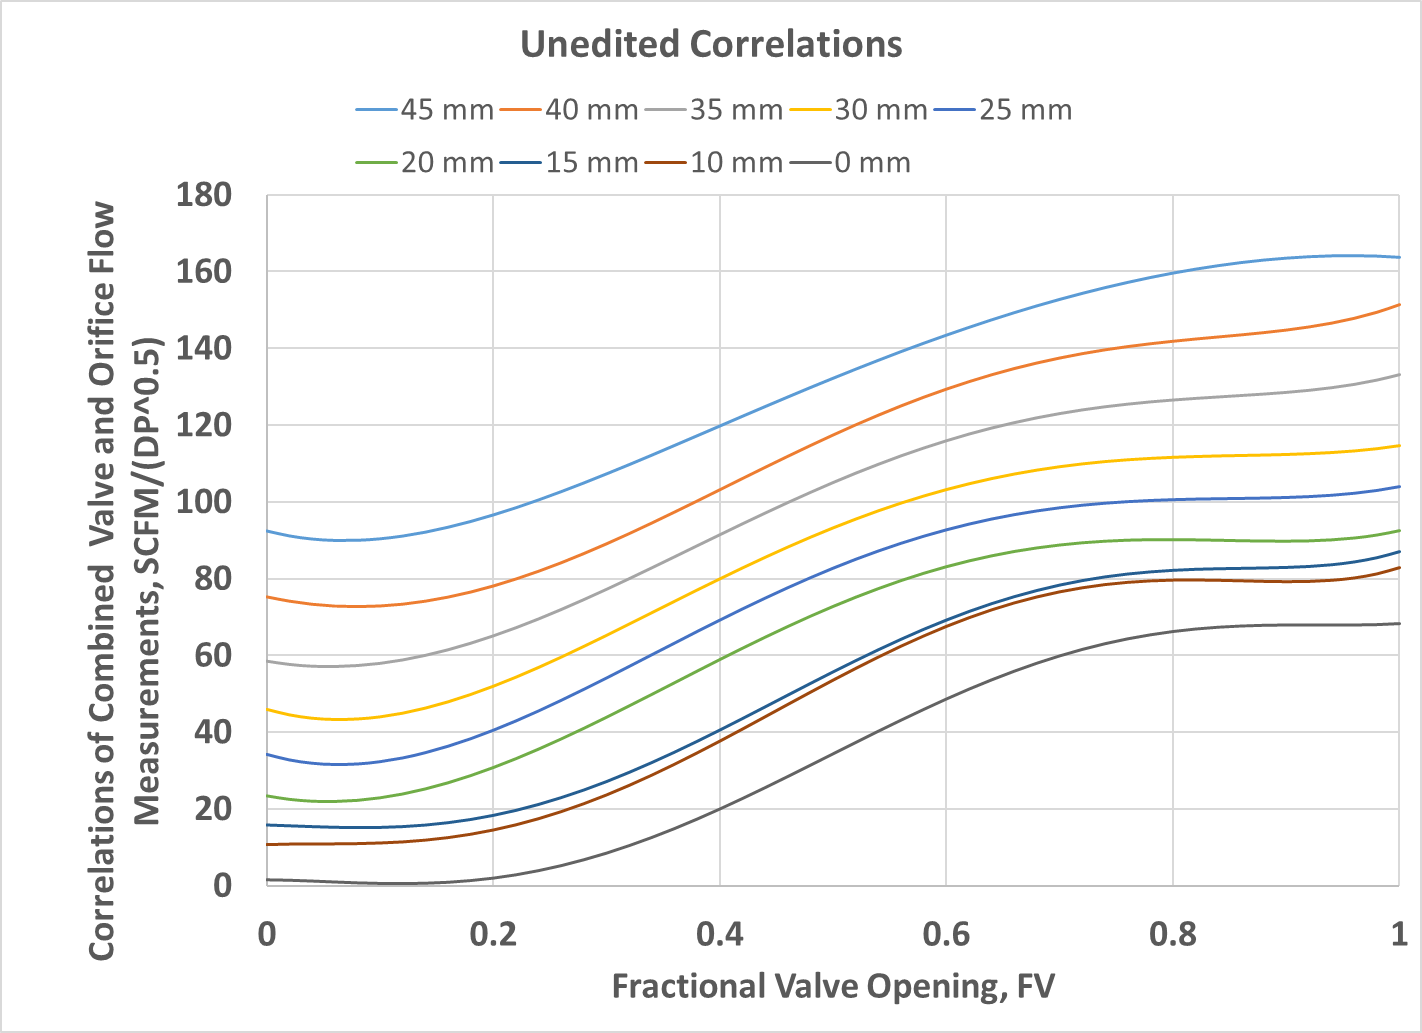 Unedited Correlations
45 mm 40 mm 35 mm 30 mm 25 mm
20 mm 15 mm 10 mm 0 mm
Correlations of Combined  Valve and Orifice Flow
Measurements, SCFM/(DP^0.5)
180
160
140
120
100
80
60
40
20
0
0 0.2 0.4 0.6 0.8 1
Fractional Valve Opening, FV